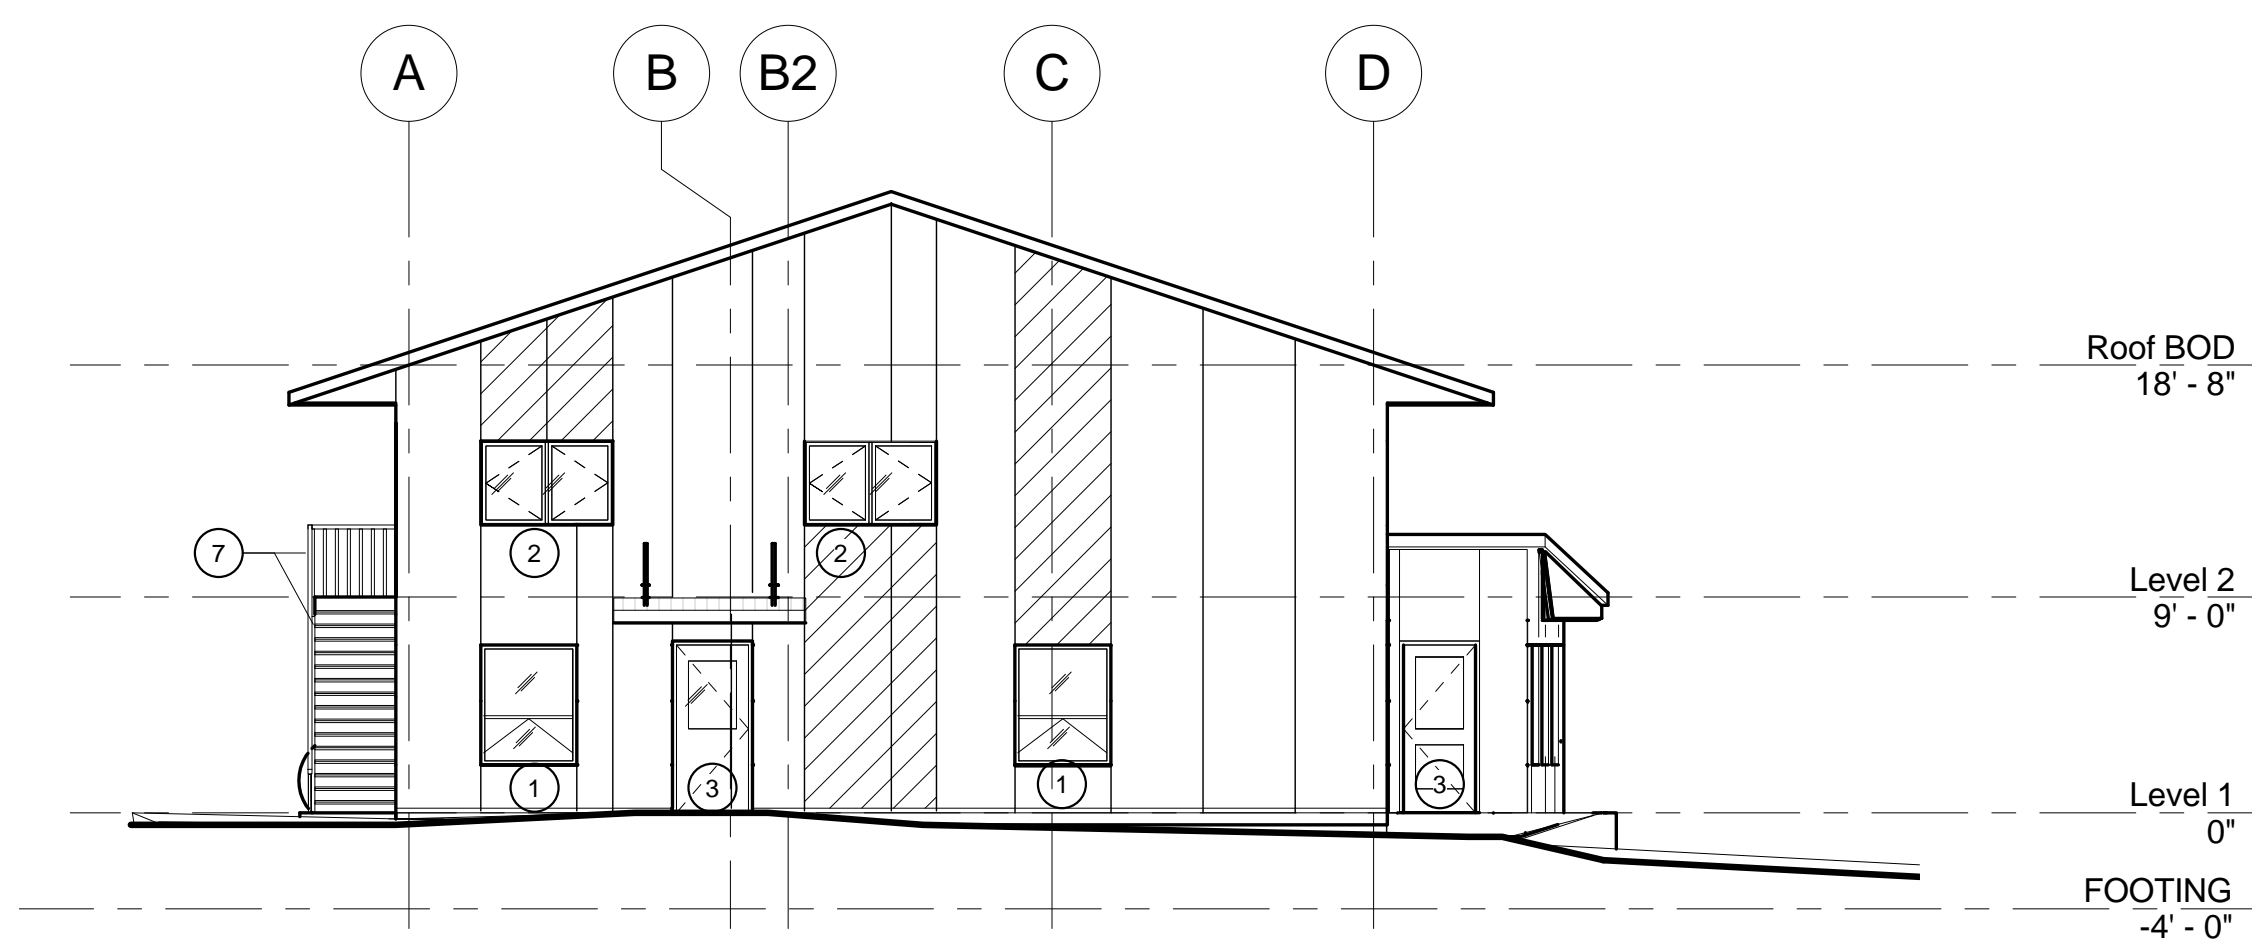 A
B
B2
C
D
Roof BOD
18' - 8"
7
2
2
Level 2
9' - 0"
1
3
1
3
Level 1
0"
FOOTING
-4' - 0"